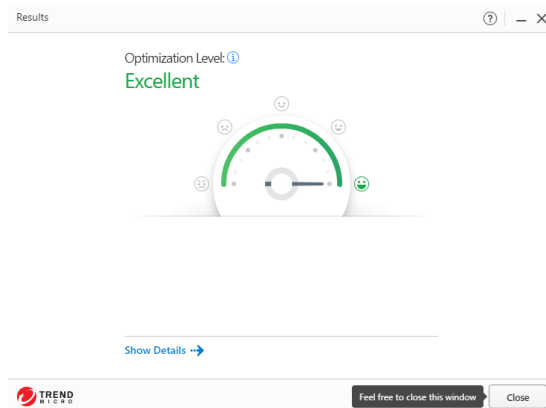 Results
Optimization Level:
Excellent
Show Details
TREND
MICRO
Feel free to close this window
Close